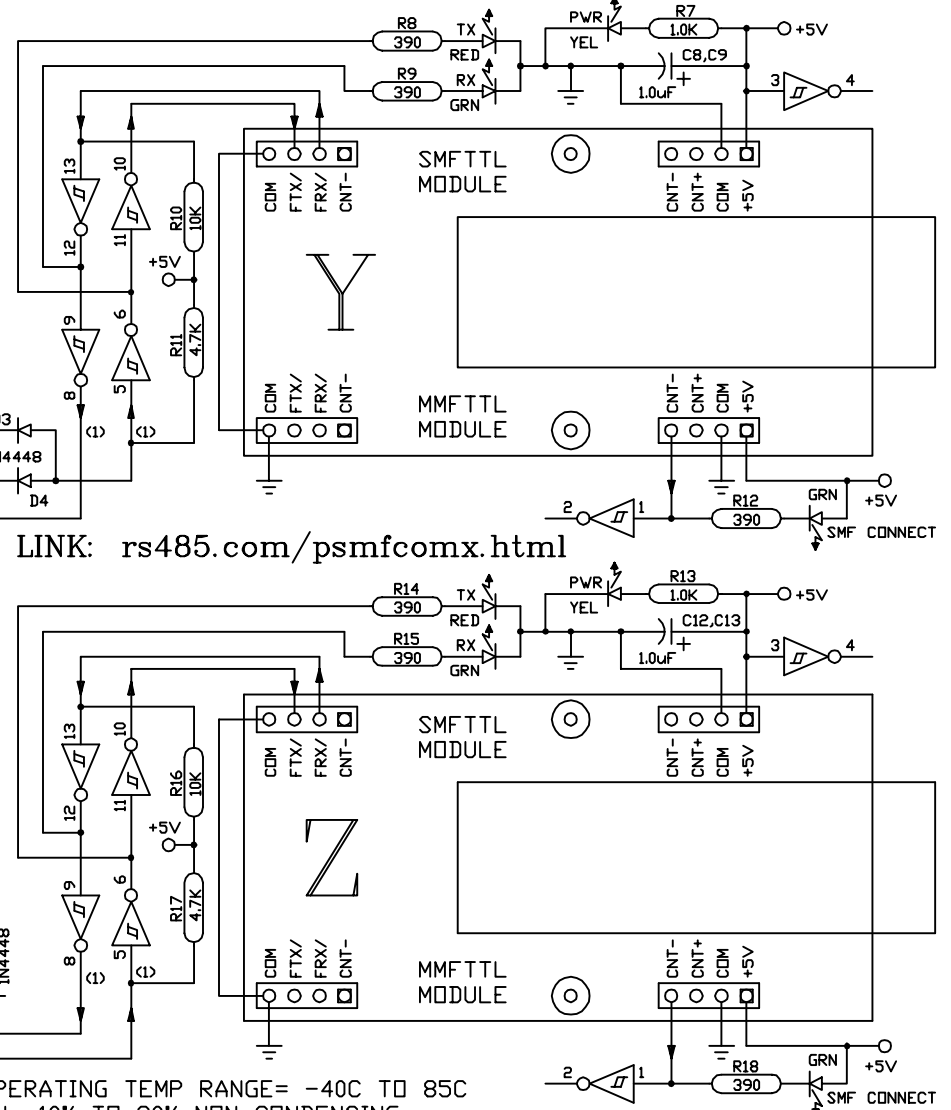 PWR
R7
1.0K
+5V
YEL
C8,C9
1.0uF
+
R8
390
TX
RED
R9
390
RX
GRN
3
4
13
10
12
11
R10
10K
+5V
R11
4.7K
9
6
8
5
(1)
(1)
SMFTTL
MODULE
COM
FTX/
FRX/
CNT-
CNT-
CNT+
COM
+5V
Y
COM
FTX/
FRX/
CNT-
MMFTTL
MODULE
CNT-
CNT+
COM
+5V
4448
D4
2
1
R12
390
GRN
+5V
SMF CONNECT
LINK: rs485.com/psmfcomx.html
PWR
R13
1.0K
+5V
YEL
C12,C13
1.0uF
+
R14
390
TX
RED
R15
390
RX
GRN
3
4
13
10
12
11
R16
10K
+5V
R17
4.7K
9
6
8
5
(1)
(1)
SMFTTL
MODULE
COM
FTX/
FRX/
CNT-
CNT-
CNT+
COM
+5V
Z
COM
FTX/
FRX/
CNT-
MMFTTL
MODULE
CNT-
CNT+
COM
+5V
1N4448
2
1
R18
390
GRN
+5V
SMF CONNECT
PERATING TEMP RANGE= -40C TO 85C